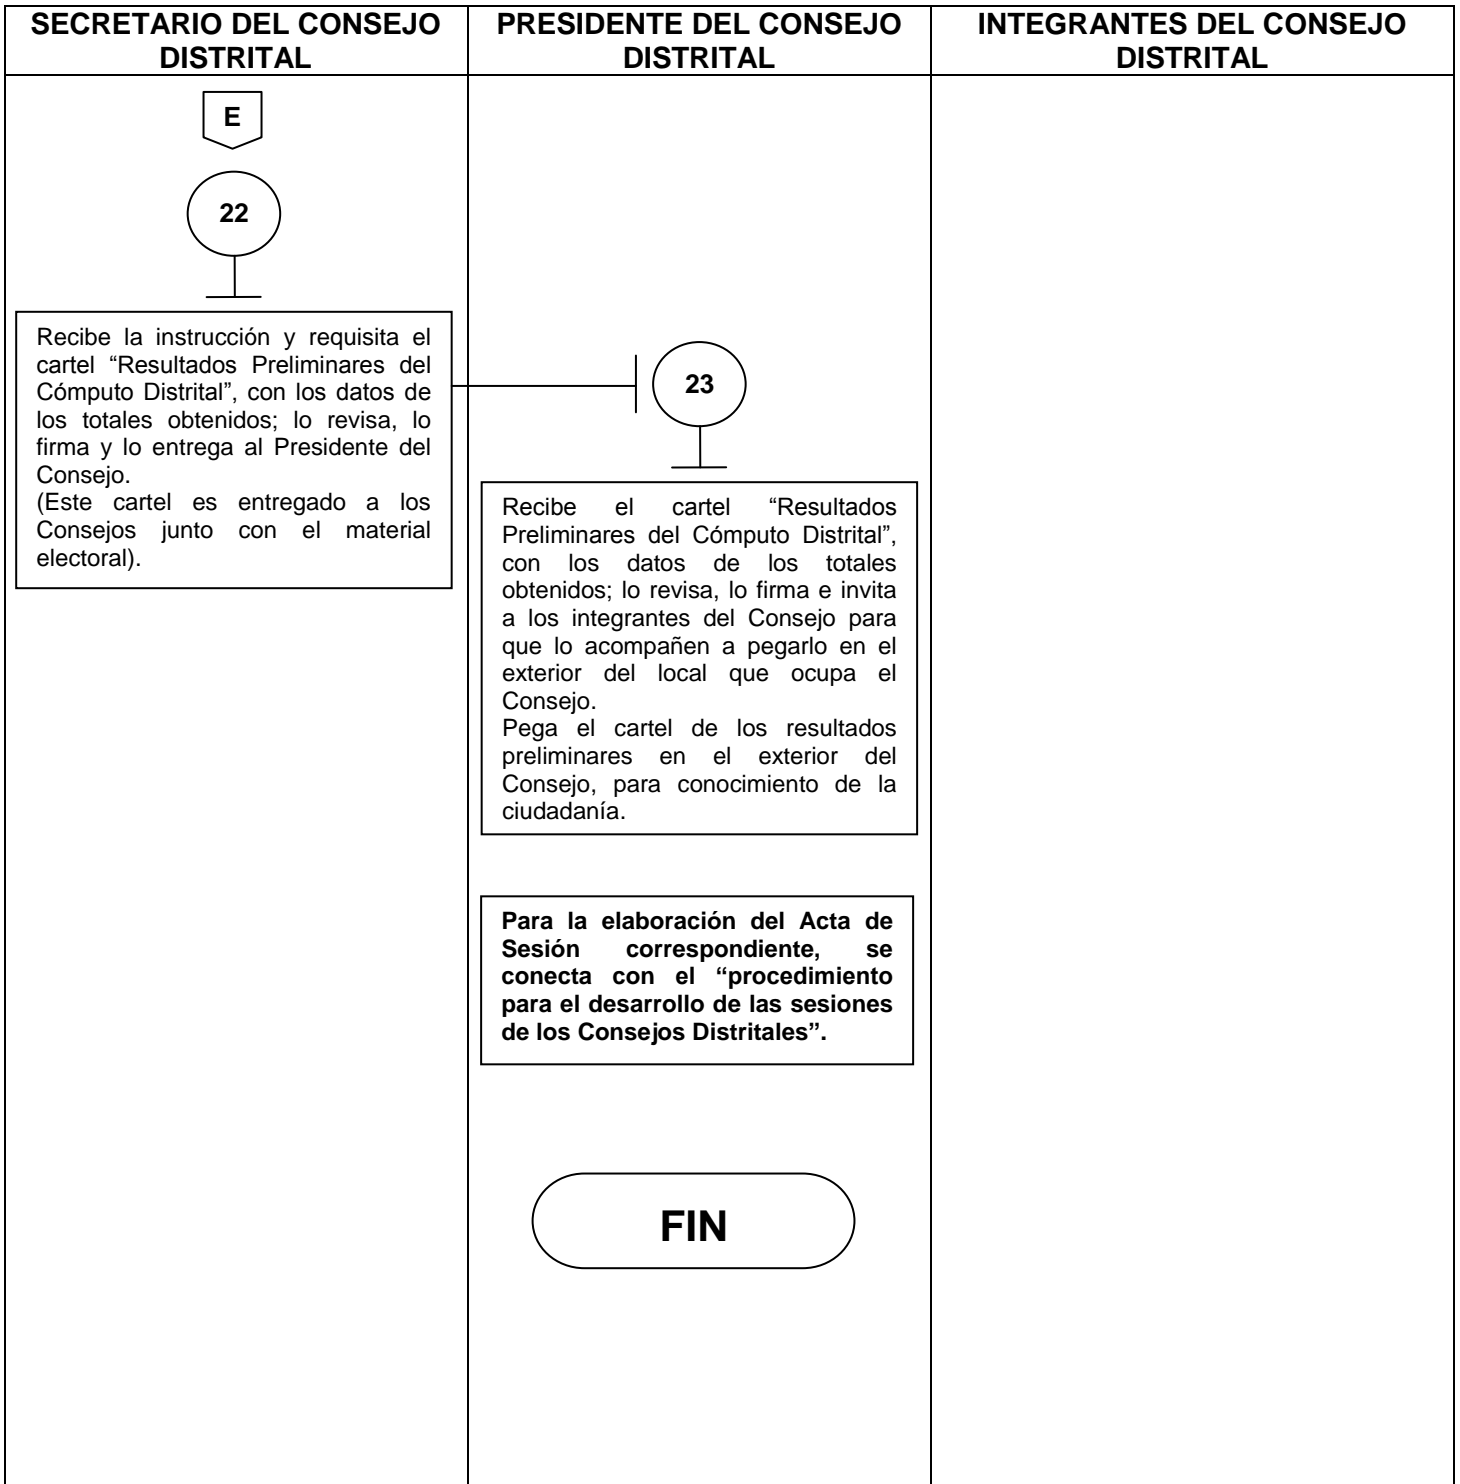 SECRETARIO DEL CONSEJO
DISTRITAL
PRESIDENTE DEL CONSEJO
DISTRITAL
INTEGRANTES DEL CONSEJO
DISTRITAL
E
22
Recibe la instrucción y requisita el
cartel “Resultados Preliminares del
Cómputo Distrital”, con los datos de
los totales obtenidos; lo revisa, lo
firma y lo entrega al Presidente del
Consejo.
(Este cartel es entregado a los
Consejos junto con el material
electoral).
23
Recibe el cartel “Resultados
Preliminares del Cómputo Distrital”,
con los datos de los totales
obtenidos; lo revisa, lo firma e invita
a los integrantes del Consejo para
que lo acompañen a pegarlo en el
exterior del local que ocupa el
Consejo.
Pega el cartel de los resultados
preliminares en el exterior del
Consejo, para conocimiento de la
ciudadanía.
Para la elaboración del Acta de
Sesión correspondiente, se
conecta con el “procedimiento
para el desarrollo de las sesiones
de los Consejos Distritales”.
FIN